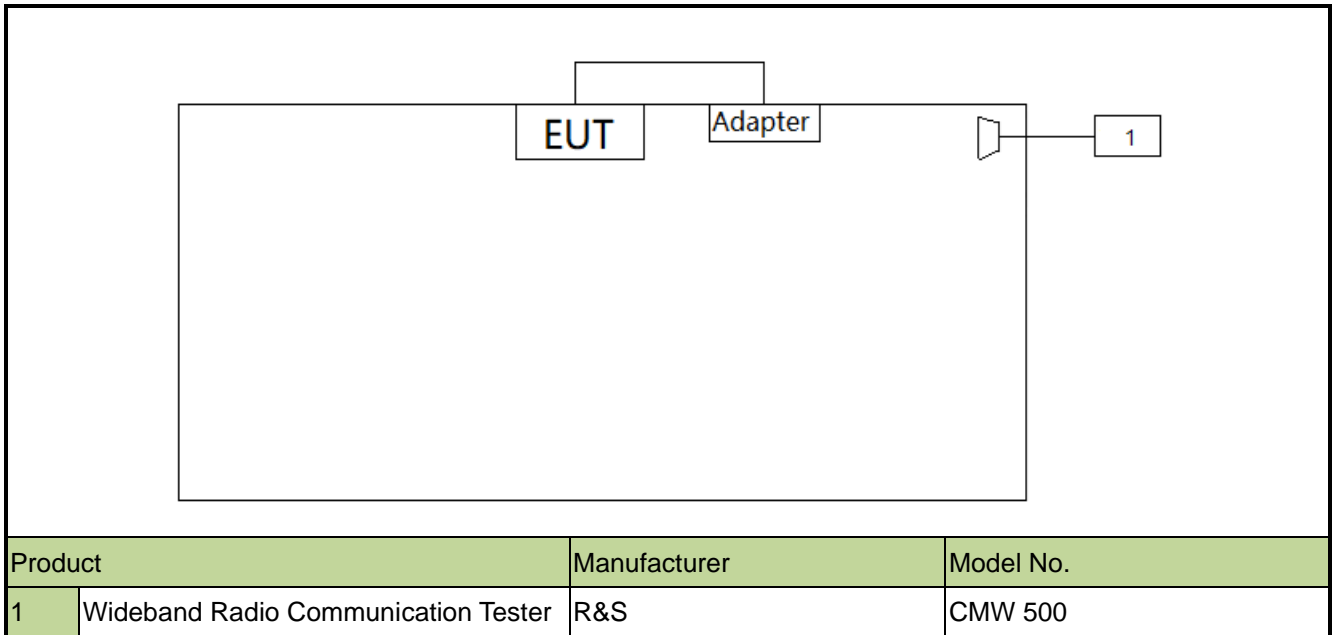 EUT
Adapter
1
Product Manufacturer Model No.
1 Wideband Radio Communication Tester R&S CMW 500